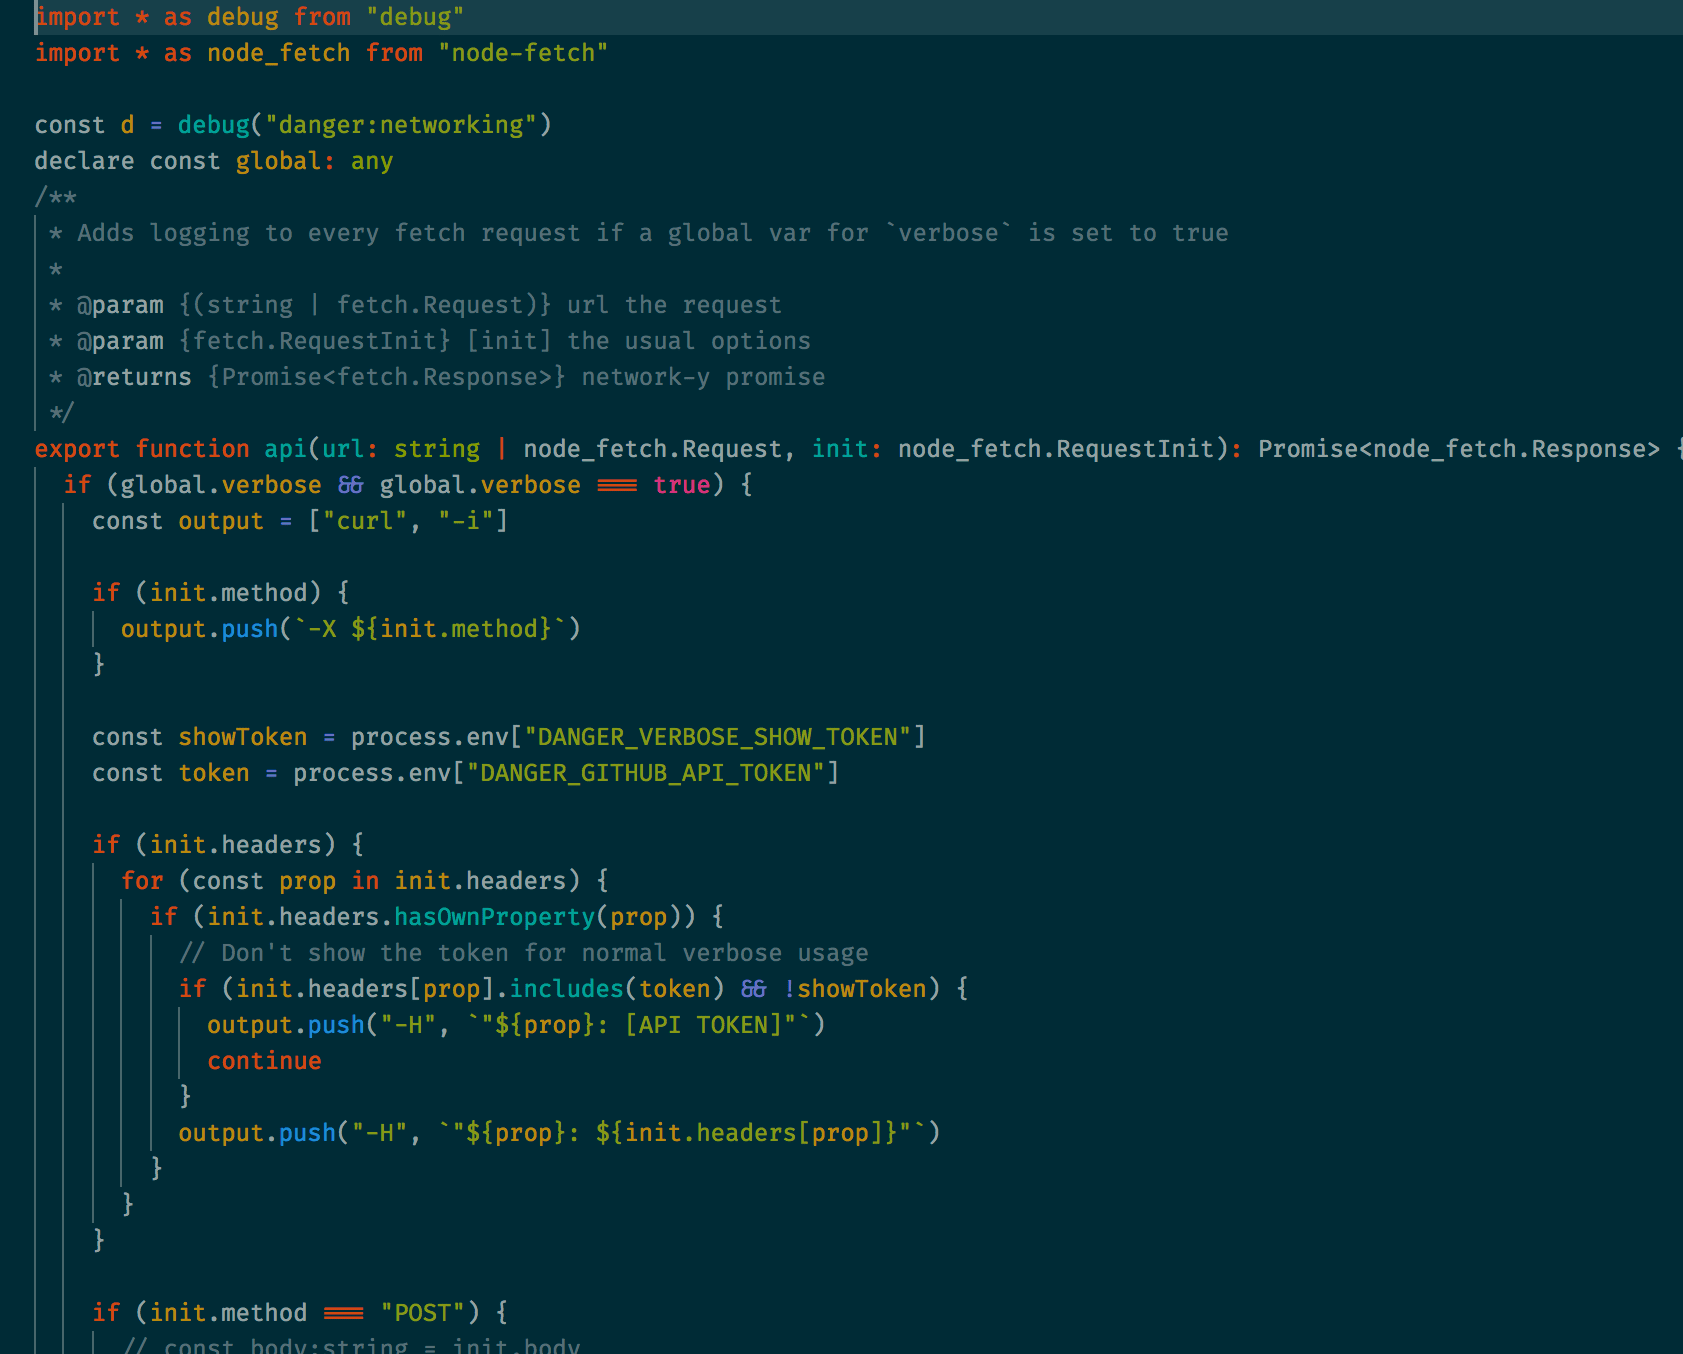 import * as debug from "debug"
import * as node_fetch from "node-fetch"
const d = debug("danger:networking")
declare const global: any
/**
* Adds logging to every fetch request if a global var for `verbose` is set to true
*
* @param {(string | fetch.Request)} url the request
* @param {fetch.RequestInit} [init] the usual options
* @returns {Promise<fetch.Response>} network-y promise
*/
export function api(url: string | node_fetch.Request, init: node_fetch.RequestInit): Promise<node_fetch.Response> {
if (global.verbose && global.verbose === true) {
const output = ["curl", "-i"]
if (init.method) {
output.push(`-X ${init.method}`)
}
const showToken = process.env["DANGER_VERBOSE_SHOW_TOKEN"]
const token = process.env["DANGER_GITHUB_API_TOKEN"]
if (init.headers) {
for (const prop in init.headers) {
if (init.headers.hasOwnProperty(prop)) {
// Don't show the token for normal verbose usage
if (init.headers[prop].includes(token) && !showToken) {
output.push("-H", `"${prop}: [API TOKEN]"`)
continue
}
output.push("-H", `"${prop}: ${init.headers[prop]}"`)
}
}
}
if (init.method === "POST") {
// const body:string = init.body